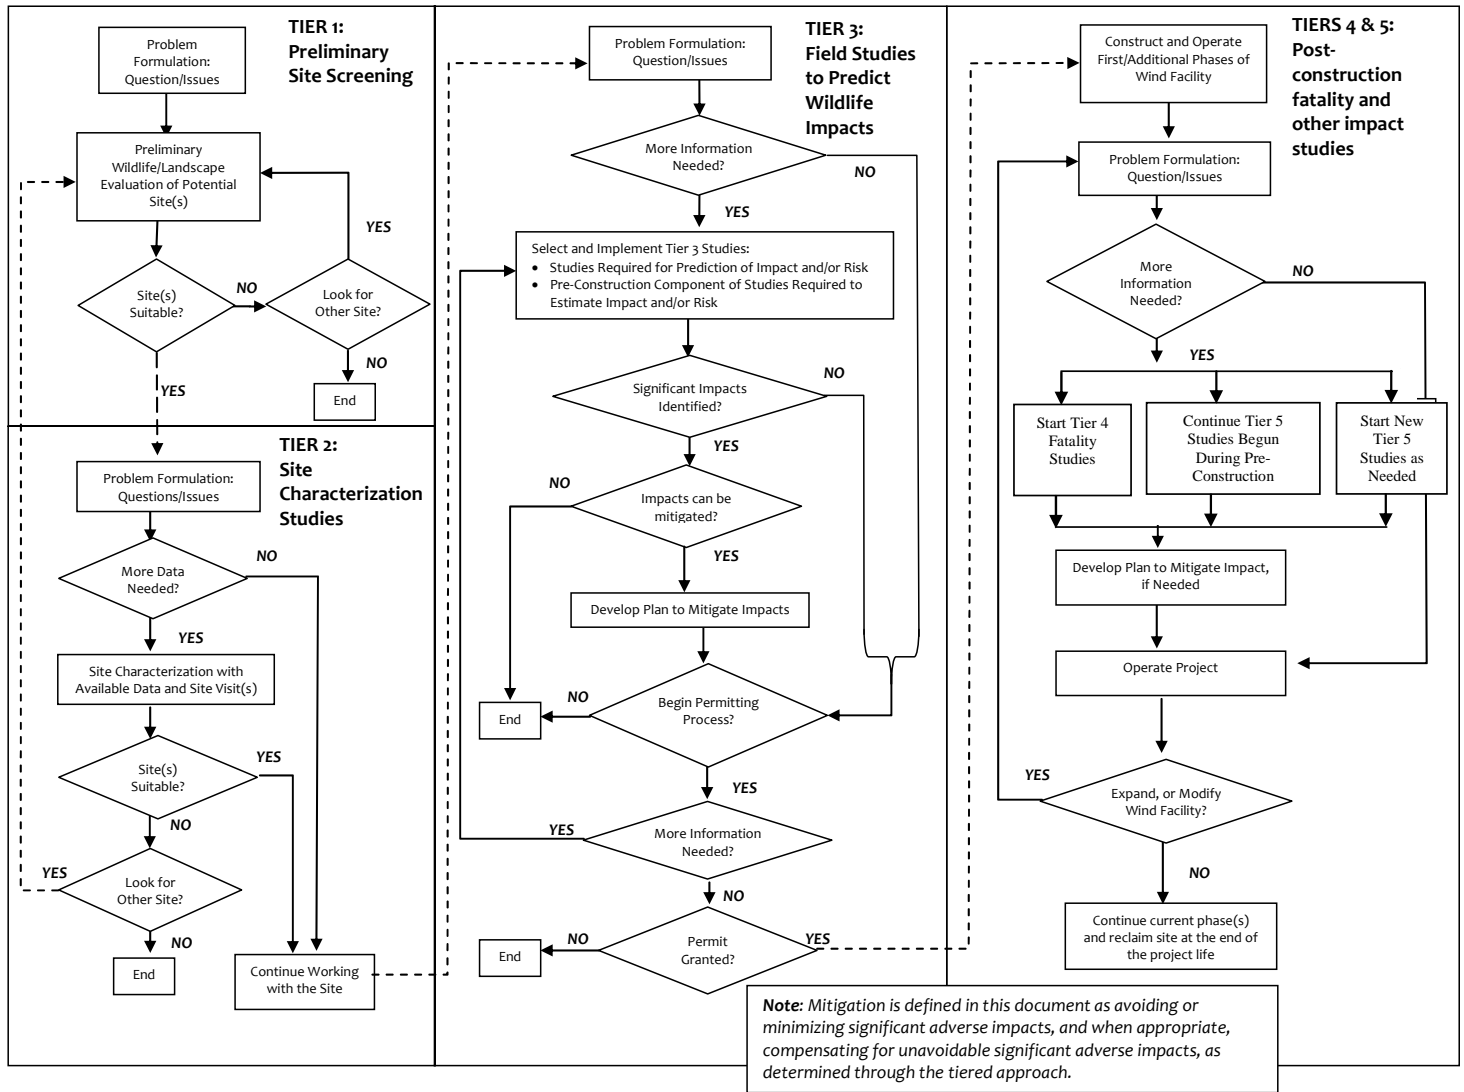 TIER 1:
Preliminary
Site Screening
Problem
Formulation:
Question/Issues
Preliminary
Wildlife/Landscape
Evaluation of Potential
Site(s)
YES
Site(s)
Suitable?
NO
Look for
Other Site?
NO
YES
End
TIER 2:
Site
Characterization
Studies
Problem Formulation:
Questions/Issues
NO
More Data
Needed?
YES
Site Characterization with
Available Data and Site Visit(s)
Site(s)
Suitable?
YES
NO
YES
Look for
Other Site?
NO
End
Continue Working
with the Site
TIER 3:
Field Studies
to Predict
Wildlife
Impacts
Problem Formulation:
Question/Issues
More Information
Needed?
NO
YES
Select and Implement Tier 3 Studies:
• Studies Required for Prediction of Impact and/or Risk
• Pre-Construction Component of Studies Required to
Estimate Impact and/or Risk
NO
Significant Impacts
Identified?
YES
NO
Impacts can be
mitigated?
YES
Develop Plan to Mitigate Impacts
NO
Begin Permitting
Process?
End
YES
YES
More Information
Needed?
NO
NO
Permit
Granted?
YES
End
TIERS 4 & 5:
Post-
construction
fatality and
other impact
studies
Construct and Operate
First/Additional Phases of
Wind Facility
Problem Formulation:
Question/Issues
More
Information
Needed?
NO
YES
Start Tier 4
Fatality
Studies
Continue Tier 5
Studies Begun
During Pre-
Construction
Start New
Tier 5
Studies as
Needed
Develop Plan to Mitigate Impact,
if Needed
Operate Project
YES
Expand, or Modify
Wind Facility?
NO
Continue current phase(s)
and reclaim site at the end of
the project life
Note: Mitigation is defined in this document as avoiding or
minimizing significant adverse impacts, and when appropriate,
compensating for unavoidable significant adverse impacts, as
determined through the tiered approach.